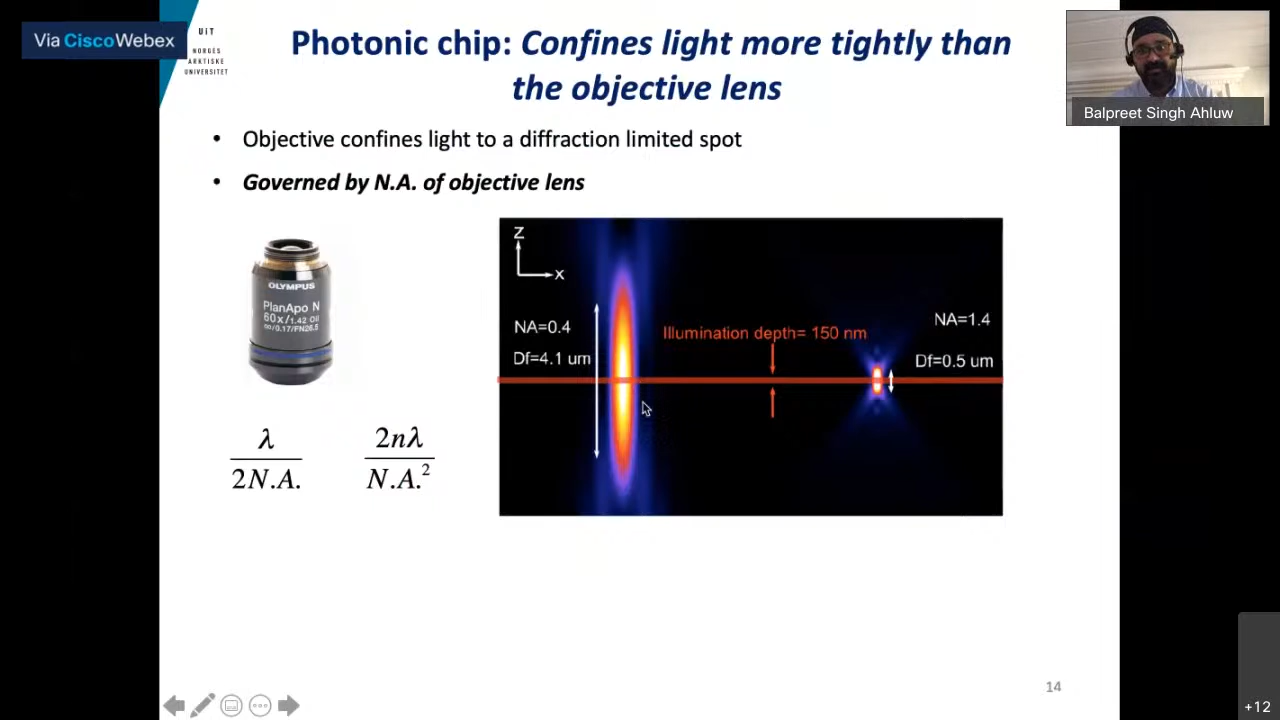 Via Cisco Webex
UiT
NORGES
ARKTISKE
UNIVERSITET
Photonic chip: Confines light more tightly than
the objective lens
Balpreet Singh Ahluw
• Objective confines light to a diffraction limited spot
• Governed by N.A. of objective lens
OLYMPUS
PlanApo N
60x/1.42 Oil
∞/0.17/FN26.5
λ
2N.A.
2nλ
N.A.²
Z
x
NA=0.4
Df=4.1 um
Illumination depth= 150 nm
NA=1.4
Df=0.5 um
14
+12